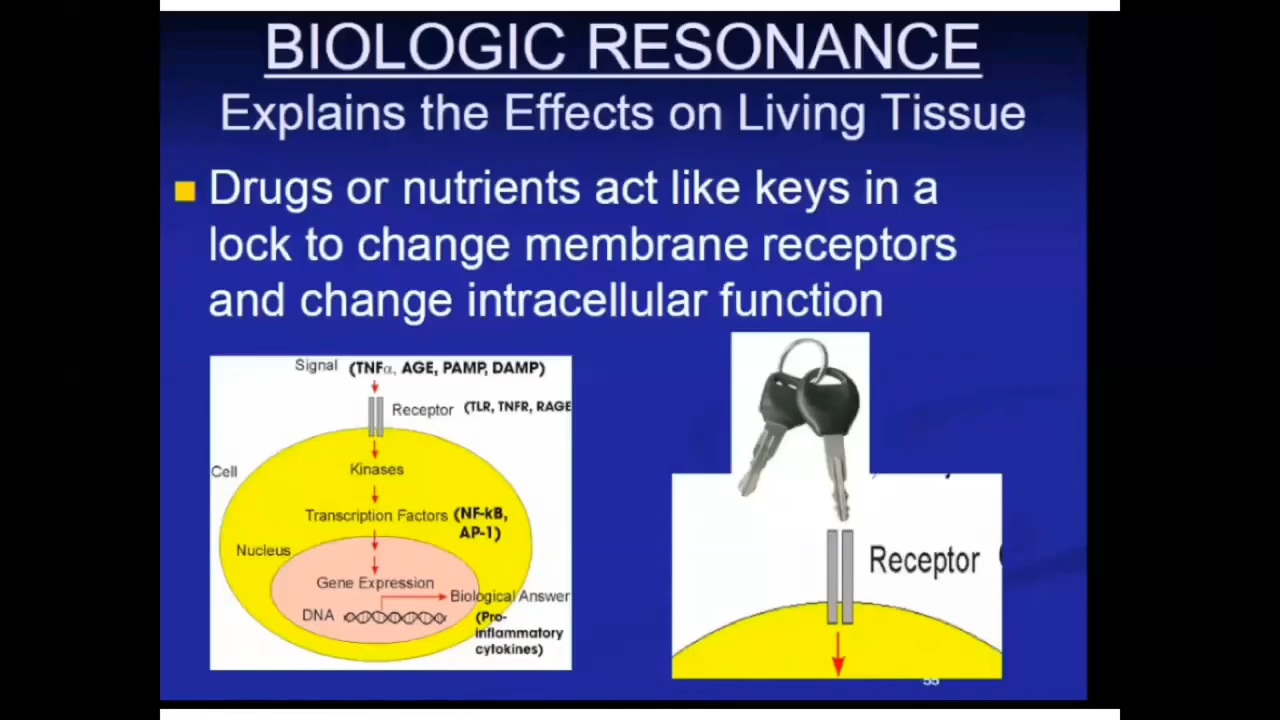 BIOLOGIC RESONANCE
Explains the Effects on Living Tissue
Drugs or nutrients act like keys in a
lock to change membrane receptors
and change intracellular function
Signal (TNFα, AGE, PAMP, DAMP)
Receptor (TLR, TNFR, RAGE
Cell
Kinases
Transcription Factors (NF-kB,
AP-1)
Nucleus
Gene Expression
Biological Answer
DNA
(Pro-
inflammatory
cytokines)
Receptor